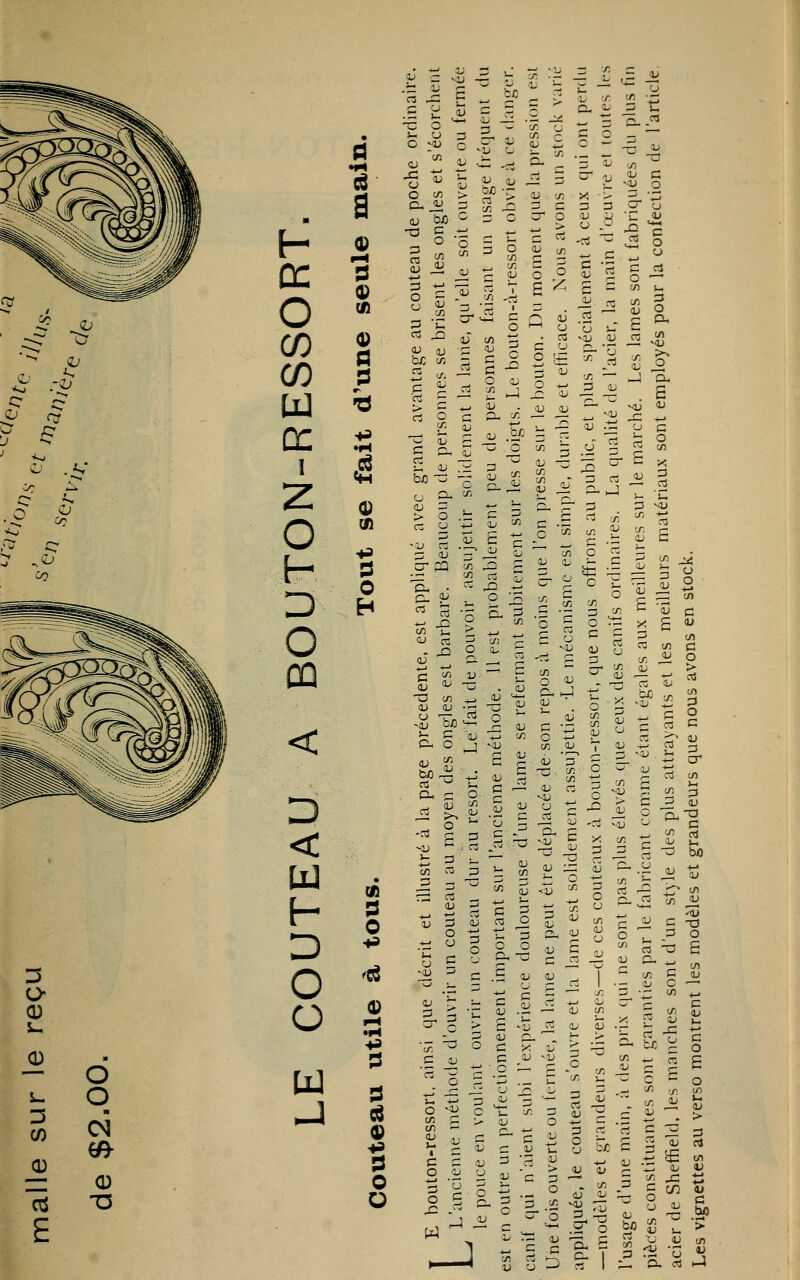 malle sur le reçu
de $2.00.
s'en servir.
LE COUTEAU A BOUTON-RESSORT.
Couteau utile à tous. Tout se fait d'une seule main.
LE bouton-ressort, ainsi que décrit et illustré à la page précédente, est appliqué avec grand avantage au couteau de poche ordinaire.
L'ancienne méthode d'ouvrir un couteau au moyen des ongles est barbare. Beaucoup de personnes se brisent les ongles et s'écorchent
le pouce en voulant ouvrir un couteau dur au resort. Le fait de pouvoir assujettir solidement la lame, qu'elle soit ouverte ou fermée
est en outre un perfectionnement important sur l'ancienne méthode. Il est probablement peu de personnes faisant un usage fréquent du
canif qui n'aient subi l'expérience douloureuse d'une lame se refermant subitement sur les doigts. Le bouton-à-ressort obvie à ce danger.
Une fois ouverte ou fermée, la lame ne peut être déplacée de son repos à moins que l'on presse sur le bouton. Du moment que la pression est
appliquée, le couteau s'ouvre et la lame est solidement assujettie. Le mécanisme est simple, durable et efficace. Nous avons un stock varié
—modèles et grandeurs diverses—de ces couteaux à bouton-ressort, que nous offrons au public, et plus spécialement à ceux qui ont perdu
l'usage d'une main, à des prix qui ne sont pas plus élevés que ceux des canifs ordinaires. La qualité de l'acier, la main d'œuvre et toutes les
pièces constituantes sont garanties par le fabricant comme étant égales aux meilleures sur le marché. Les lames sont fabriquées du plus fin
acier de Sheffield, les manches sont d'un style des plus attrayants et les meilleurs matériaux sont employés pour la confection de l'article.
Les vignettes au verso montrent les modèles et grandeurs que nous avons en stock.